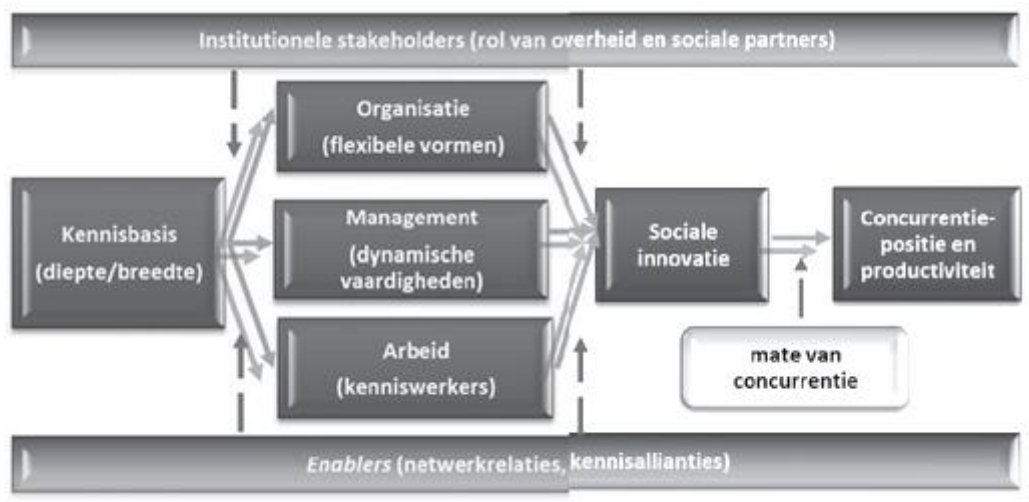 Institutionele stakeholders (rol van overheid en sociale partners)
Organisatie
(flexibele vormen)
Kennisbasis
(diepte/breedte)
Management
(dynamische
vaardigheden)
Arbeid
(kenniswerkers)
Sociale
innovatie
Concurrentie-
positie en
productiviteit
mate van
concurrentie
Enablers (netwerkrelaties, kennisallianties)